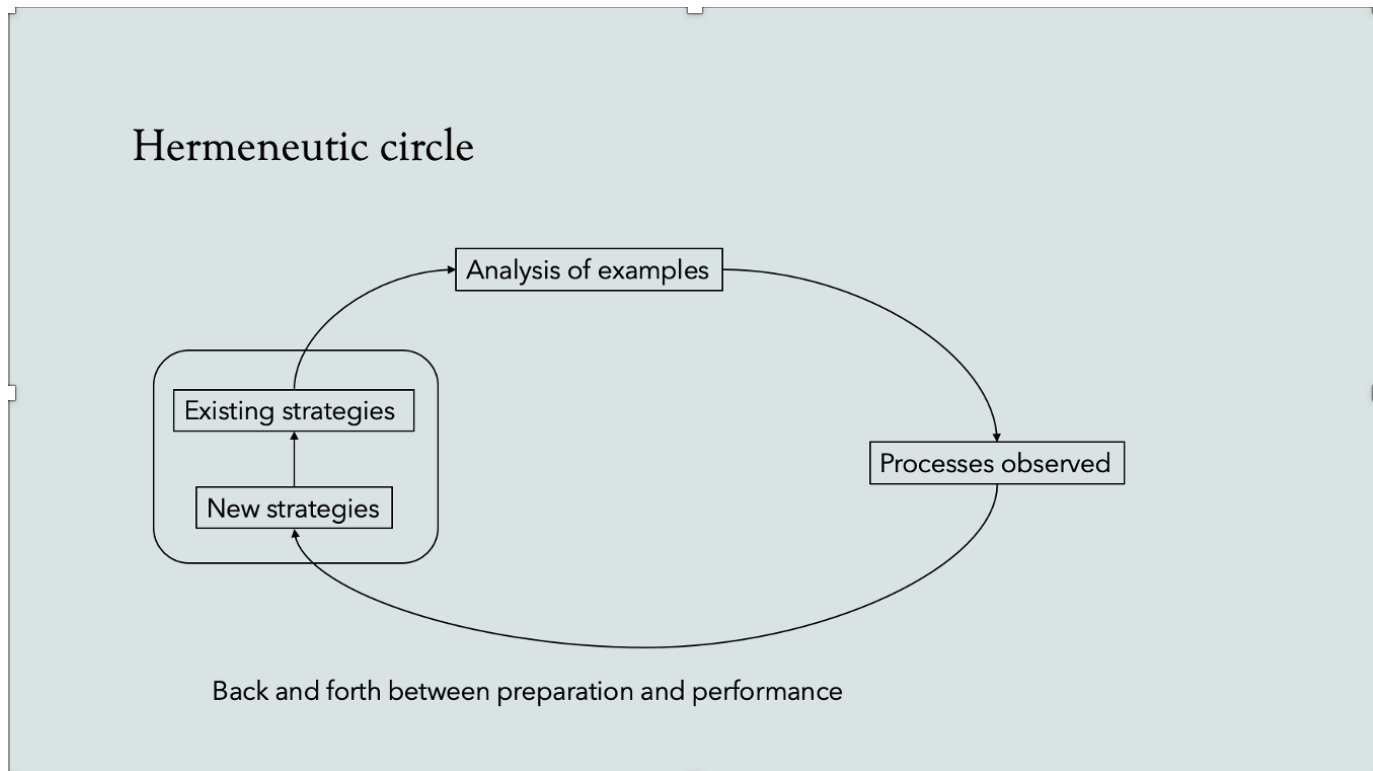 Hermeneutic circle
Analysis of examples
Existing strategies
Processes observed
New strategies
Back and forth between preparation and performance